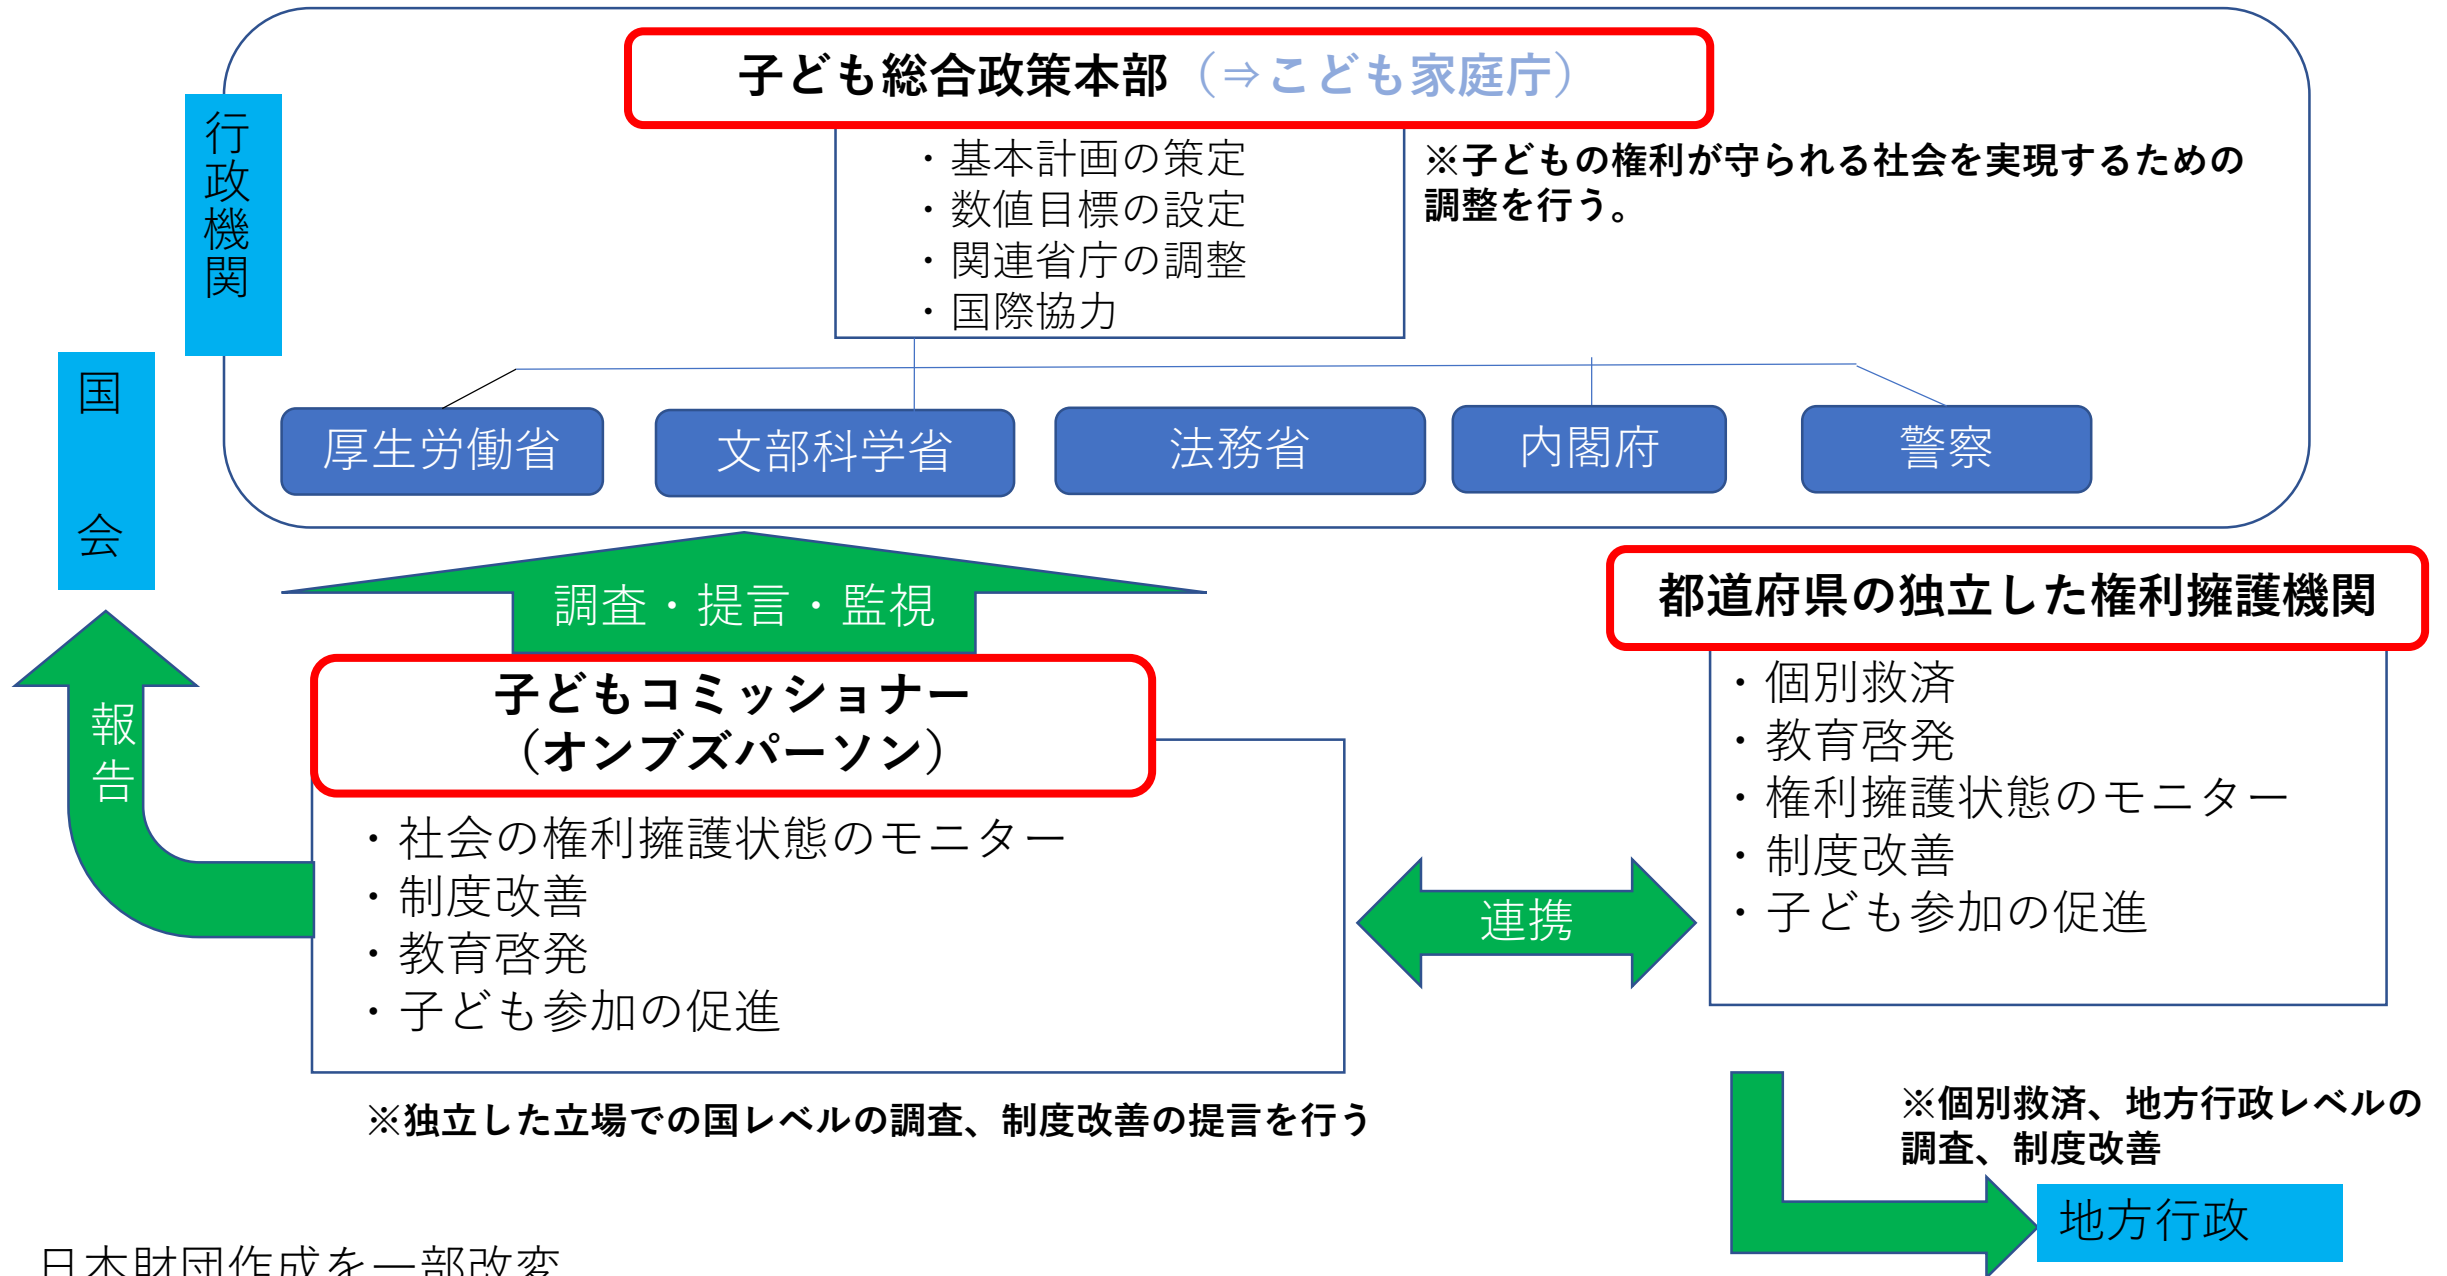 子ども総合政策本部（⇒こども家庭庁）
行政機関
・基本計画の策定
・数値目標の設定
・関連省庁の調整
・国際協力
※子どもの権利が守られる社会を実現するための
調整を行う。
国会
厚生労働省
文部科学省
法務省
内閣府
警察
調査・提言・監視
報告
子どもコミッショナー
（オンブズパーソン）
・社会の権利擁護状態のモニター
・制度改善
・教育啓発
・子ども参加の促進
※独立した立場での国レベルの調査、制度改善の提言を行う
連携
都道府県の独立した権利擁護機関
・個別救済
・教育啓発
・権利擁護状態のモニター
・制度改善
・子ども参加の促進
※個別救済、地方行政レベルの
調査、制度改善
地方行政
日本財団作成を一部改変